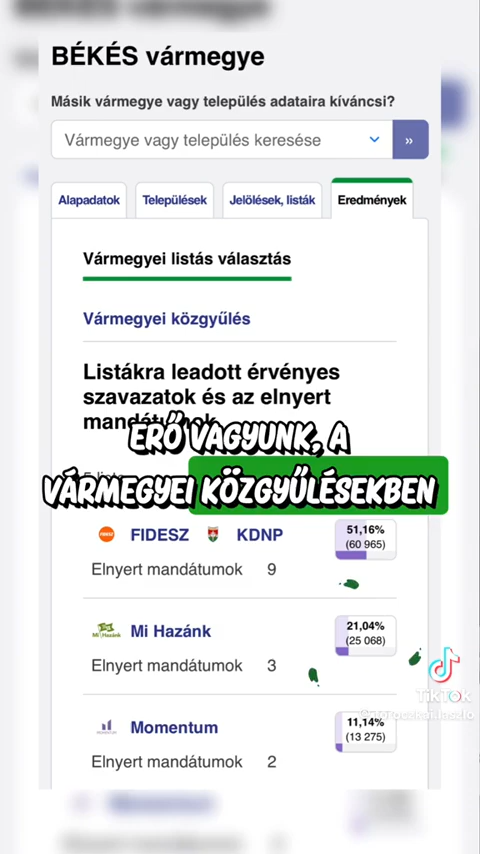 BÉKÉS vármegye
Másik vármegye vagy település adataira kíváncsi?
Vármegye vagy település keresése
»
Alapadatok
Települések
Jelölések, listák
Eredmények
Vármegyei listás választás
Vármegyei közgyűlés
Listákra leadott érvényes
szavazatok és az elnyert
ERŐ VAGYUNK, A
VÁRMEGYEI KÖZGYŰLÉSEKBEN
FIDESZ KDNP
51,16%
(60 965)
Elnyert mandátumok 9
Mi Hazánk
Mi Hazánk
21,04%
(25 068)
Elnyert mandátumok 3
TikTok
Momentum
11,14%
(13 275)
Elnyert mandátumok 2